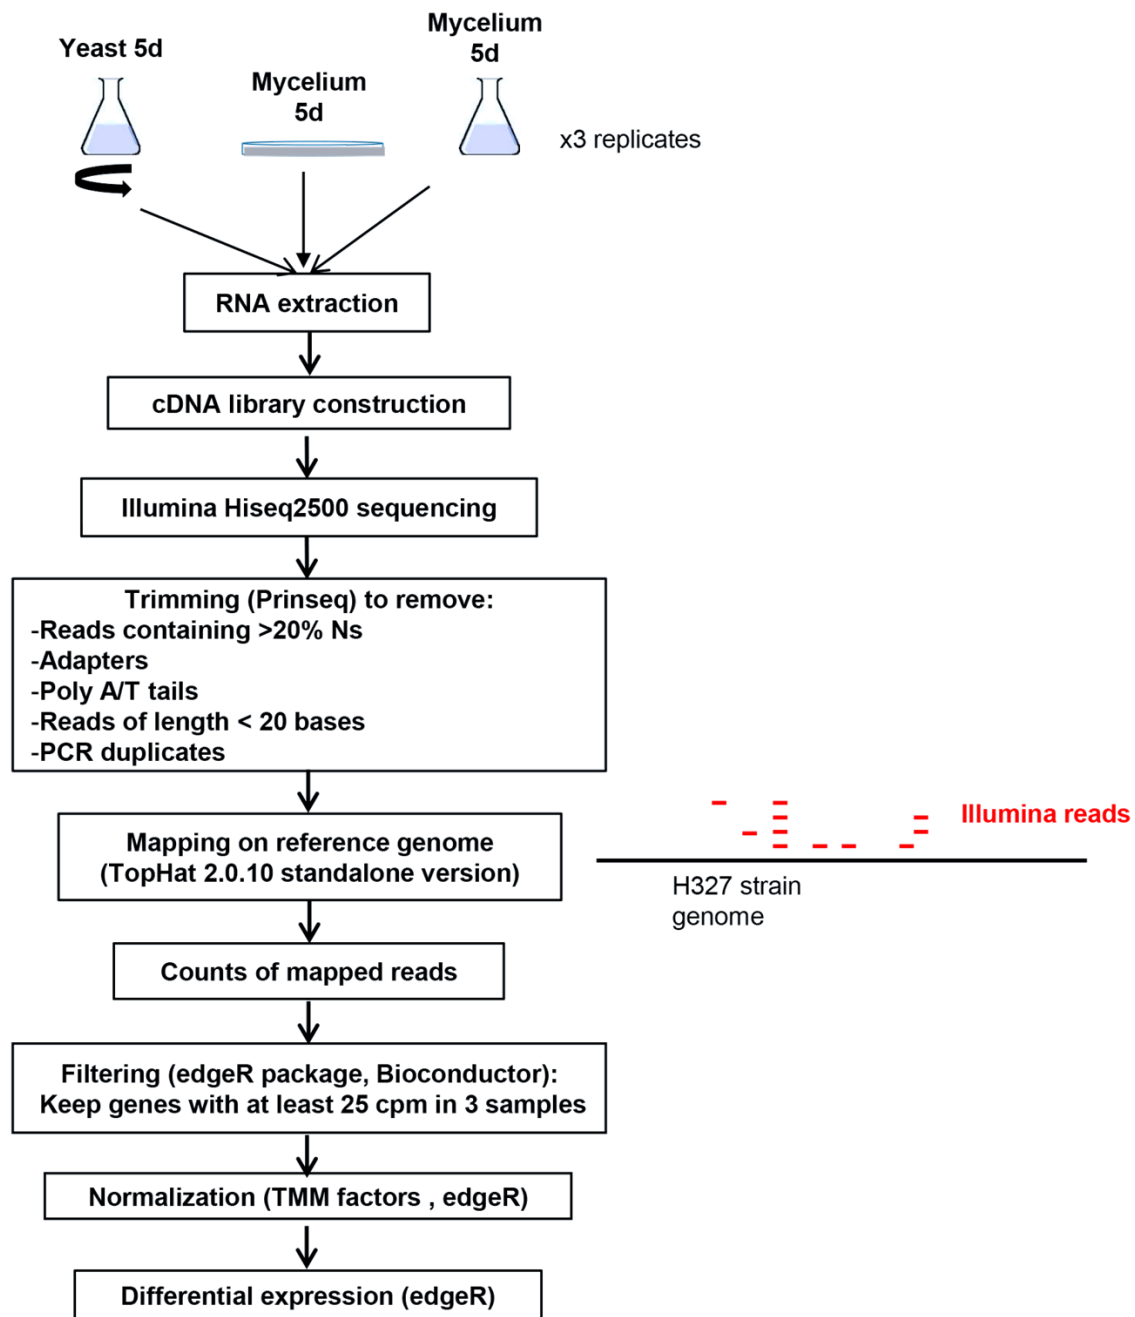 Yeast 5d
Mycelium
5d
Mycelium
5d
x3 replicates
RNA extraction
cDNA library construction
Illumina Hiseq2500 sequencing
Trimming (Prinseq) to remove:
-Reads containing >20% Ns
-Adapters
-Poly A/T tails
-Reads of length < 20 bases
-PCR duplicates
Mapping on reference genome
(TopHat 2.0.10 standalone version)
Illumina reads
H327 strain
genome
Counts of mapped reads
Filtering (edgeR package, Bioconductor):
Keep genes with at least 25 cpm in 3 samples
Normalization (TMM factors , edgeR)
Differential expression (edgeR)